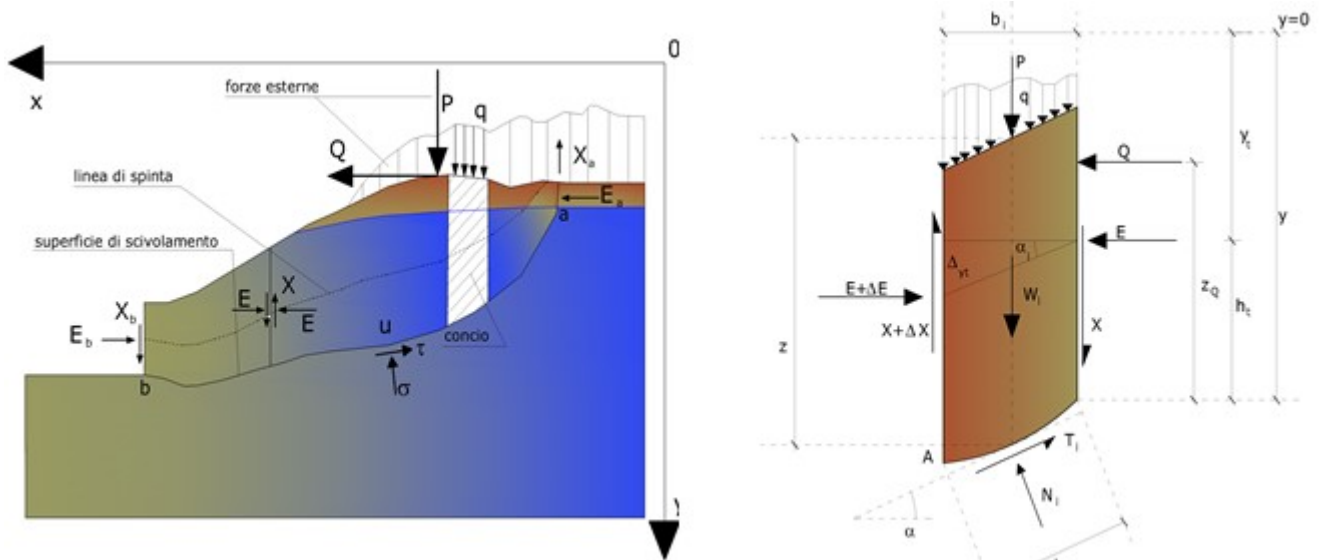 0
x
forze esterne
P
q
Q
X a
linea di spinta
E a
a
superficie di scivolamento
X b
E
X
E b
E
u
τ
concio
b
σ
y
b i
y=0
P
q
y t
Q
y
E
α i
Δ yt
E+ΔE
W i
z Q
h t
X+ΔX
X
z
A
T i
N i
α